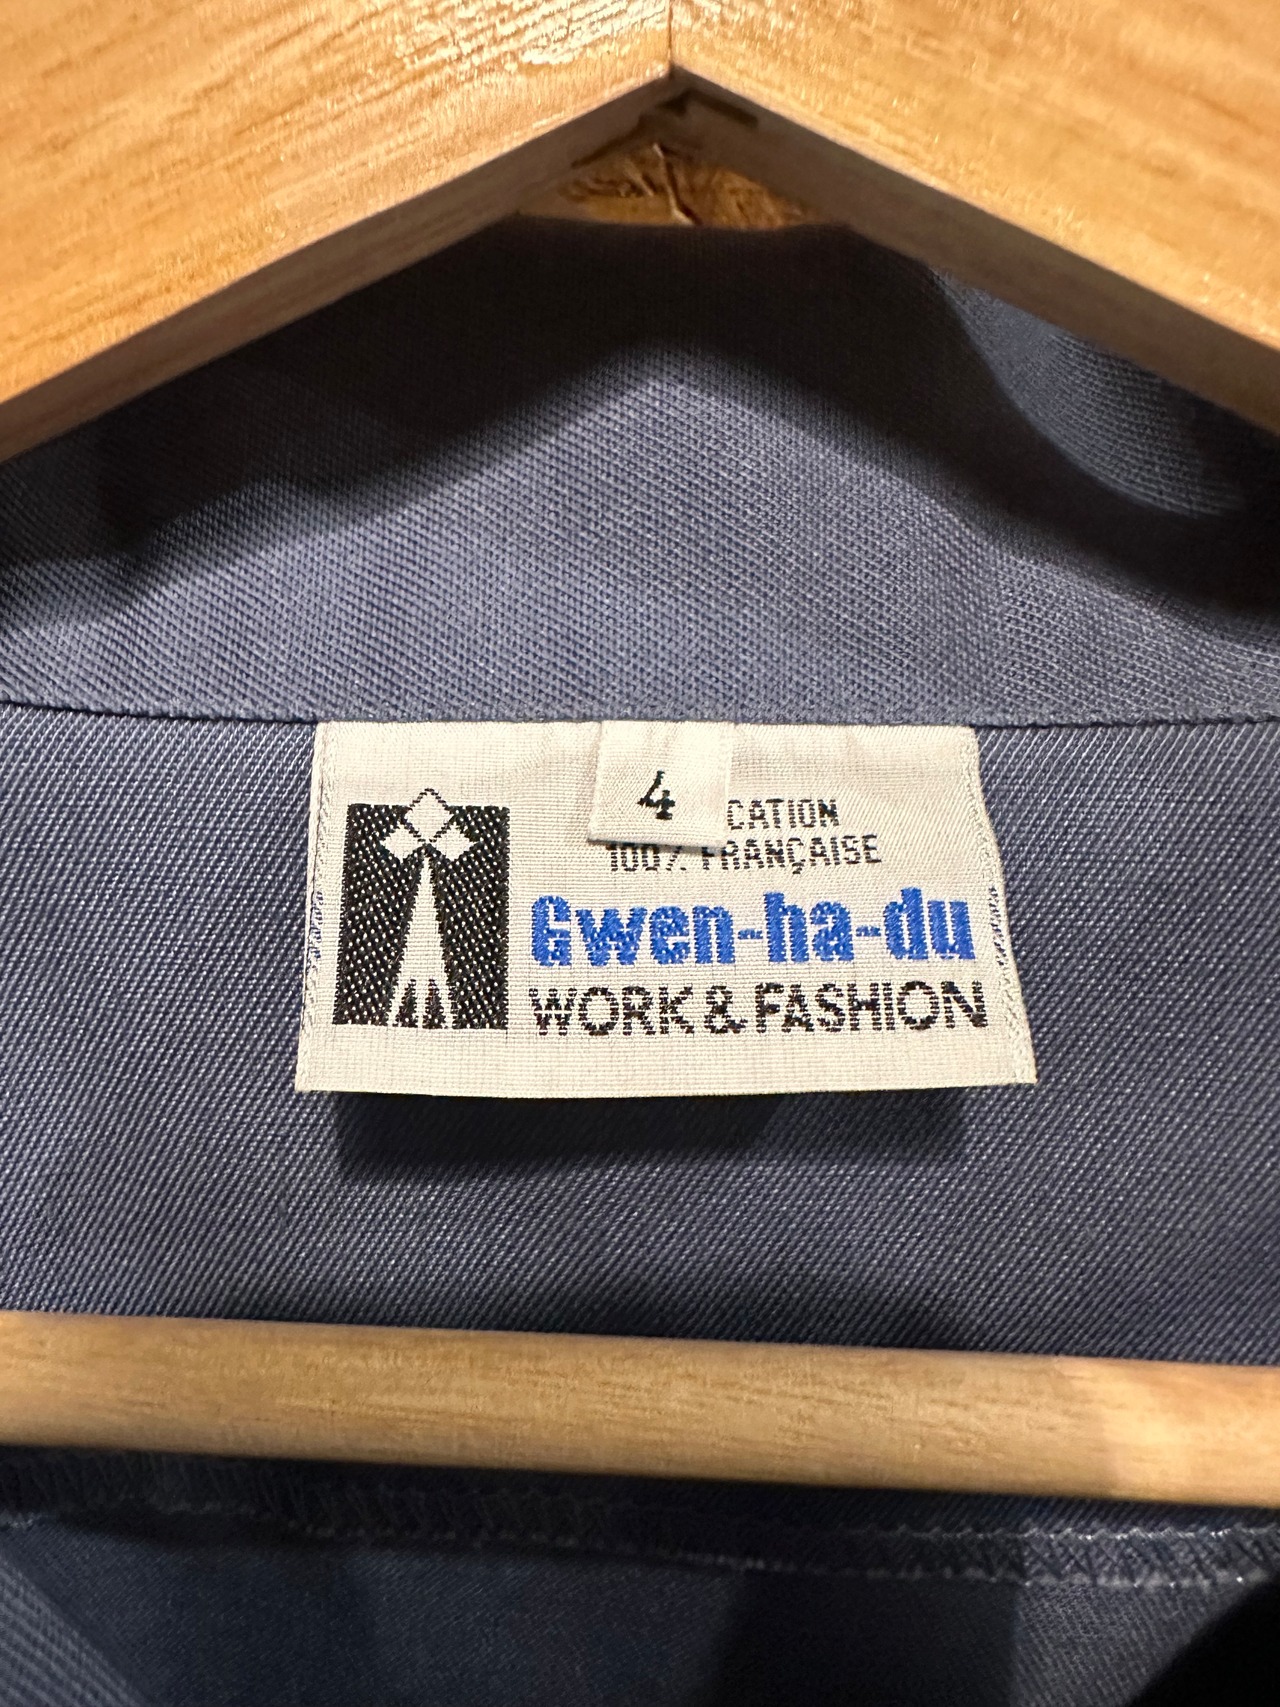 4
CATION
100% FRANÇAISE
Gwen-ha-du
WORK & FASHION